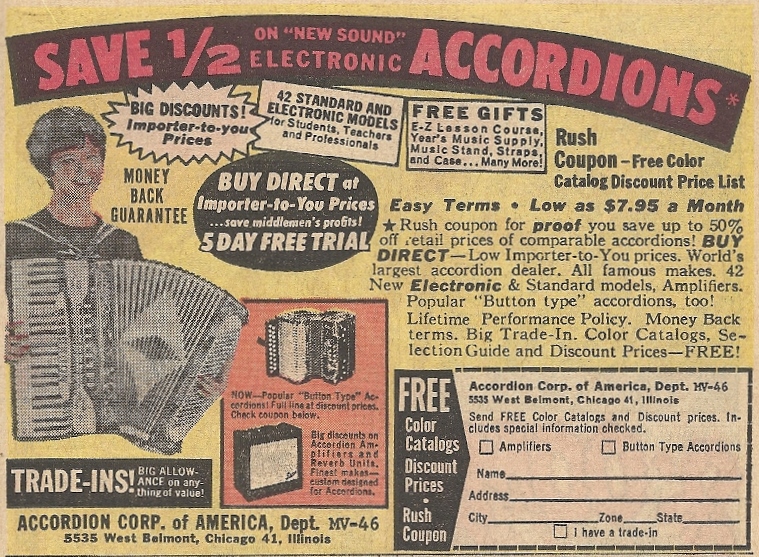 SAVE 1/2 ON "NEW SOUND" ELECTRONIC ACCORDIONS*
BIG DISCOUNTS!
Importer-to-you
Prices
42 STANDARD AND
ELECTRONIC MODELS
for Students, Teachers
and Professionals
FREE GIFTS
E-Z Lesson Course,
Year's Music Supply,
Music Stand, Straps,
and Case... Many More!
Rush
Coupon – Free Color
Catalog Discount Price List
MONEY
BACK
GUARANTEE
BUY DIRECT at
Importer-to-You Prices
...save middlemen's profits!
5 DAY FREE TRIAL
Easy Terms • Low as $7.95 a Month
★ Rush coupon for proof you save up to 50%
off retail prices of comparable accordions! BUY
DIRECT—Low Importer-to-You prices. World's
largest accordion dealer. All famous makes. 42
New Electronic & Standard models, Amplifiers.
Popular "Button type" accordions, too!
Lifetime Performance Policy. Money Back
terms. Big Trade-In. Color Catalogs, Se-
lection Guide and Discount Prices—FREE!
NOW—Popular "Button Type" Ac-
cordions! Full line at discount prices.
Check coupon below.
Big discounts on
Accordion Am-
plifiers and
Reverb Units.
Finest makes—
custom designed
for Accordions.
TRADE-INS!
BIG ALLOW-
ANCE on any-
thing of value!
ACCORDION CORP. of AMERICA, Dept. MV-46
5535 West Belmont, Chicago 41, Illinois
FREE
Color
Catalogs
Discount
Prices
•
Rush
Coupon
Accordion Corp. of America, Dept. MV-46
5535 West Belmont, Chicago 41, Illinois
Send FREE Color Catalogs and Discount prices. In-
cludes special information checked.
Amplifiers Button Type Accordions
Name
Address
City Zone State
I have a trade-in